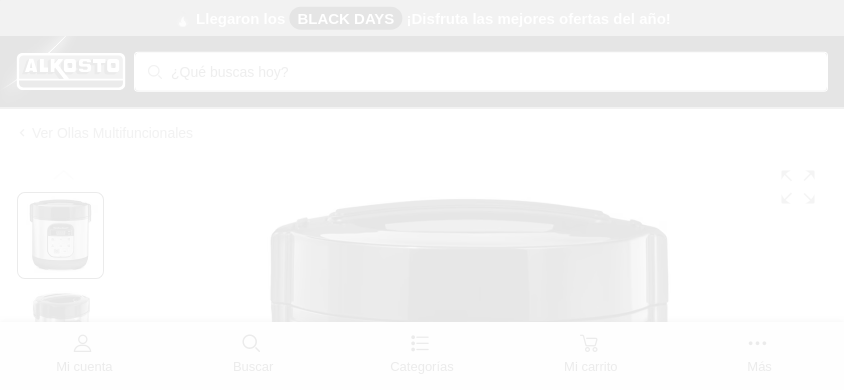 Llegaron los BLACK DAYS ¡Disfruta las mejores ofertas del año!
ALKOSTO
¿Qué buscas hoy?
Ver Ollas Multifuncionales
Mi cuenta
Buscar
Categorías
Mi carrito
Más